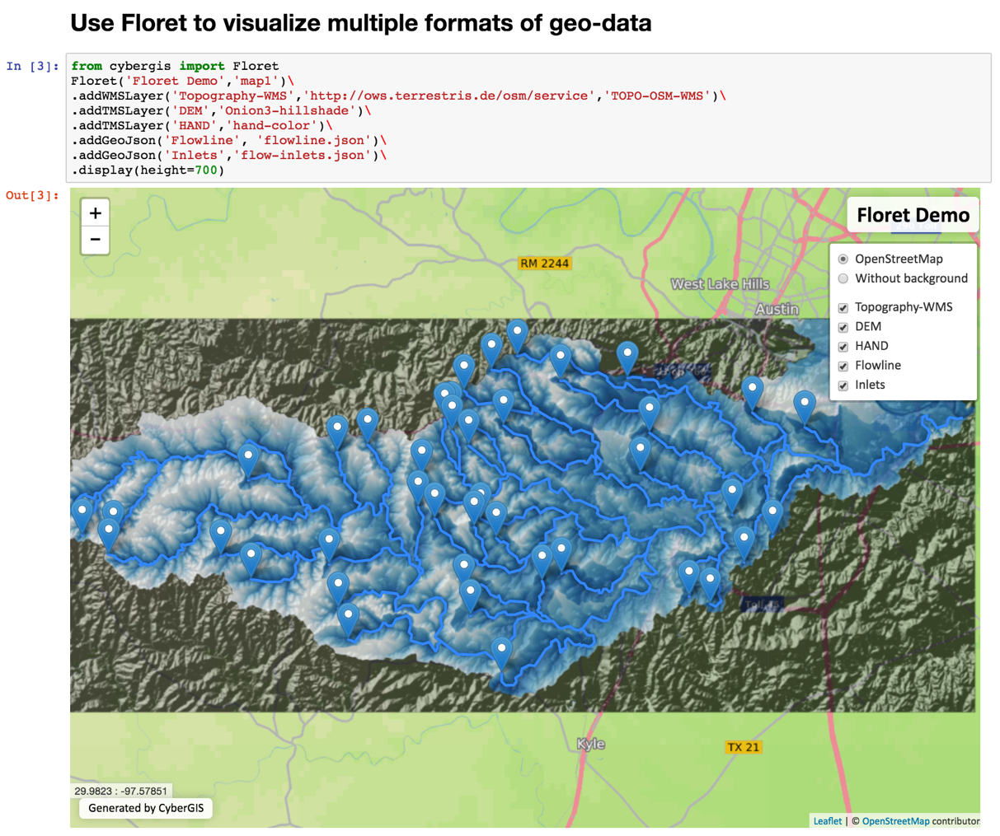 Use Floret to visualize multiple formats of geo-data
In [3]:
from cybergis import Floret
Floret('Floret Demo','map1')\
.addWMSLayer('Topography-WMS','http://ows.terrestris.de/osm/service','TOPO-OSM-WMS')\
.addTMSLayer('DEM','Onion3-hillshade')\
.addTMSLayer('HAND','hand-color')\
.addGeoJson('Flowline', 'flowline.json')\
.addGeoJson('Inlets','flow-inlets.json')\
.display(height=700)
Out[3]:
+
−
Floret Demo
OpenStreetMap
Without background
Topography-WMS
DEM
HAND
Flowline
Inlets
RM 2244
West Lake Hills
Austin
Toll 45
Kyle
TX 21
29.9823 : -97.57851
Generated by CyberGIS
Leaflet | © OpenStreetMap contributor